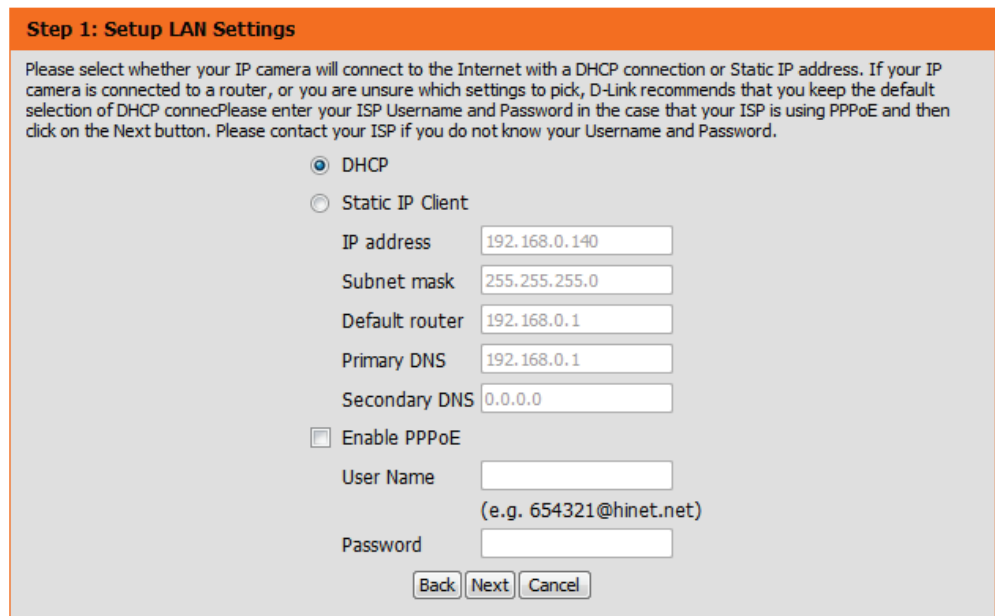 Step 1: Setup LAN Settings
Please select whether your IP camera will connect to the Internet with a DHCP connection or Static IP address. If your IP
camera is connected to a router, or you are unsure which settings to pick, D-Link recommends that you keep the default
selection of DHCP connecPlease enter your ISP Username and Password in the case that your ISP is using PPPoE and then
click on the Next button. Please contact your ISP if you do not know your Username and Password.
DHCP
Static IP Client
IP address 192.168.0.140
Subnet mask 255.255.255.0
Default router 192.168.0.1
Primary DNS 192.168.0.1
Secondary DNS 0.0.0.0
Enable PPPoE
User Name
(e.g. 654321@hinet.net)
Password
Back Next Cancel